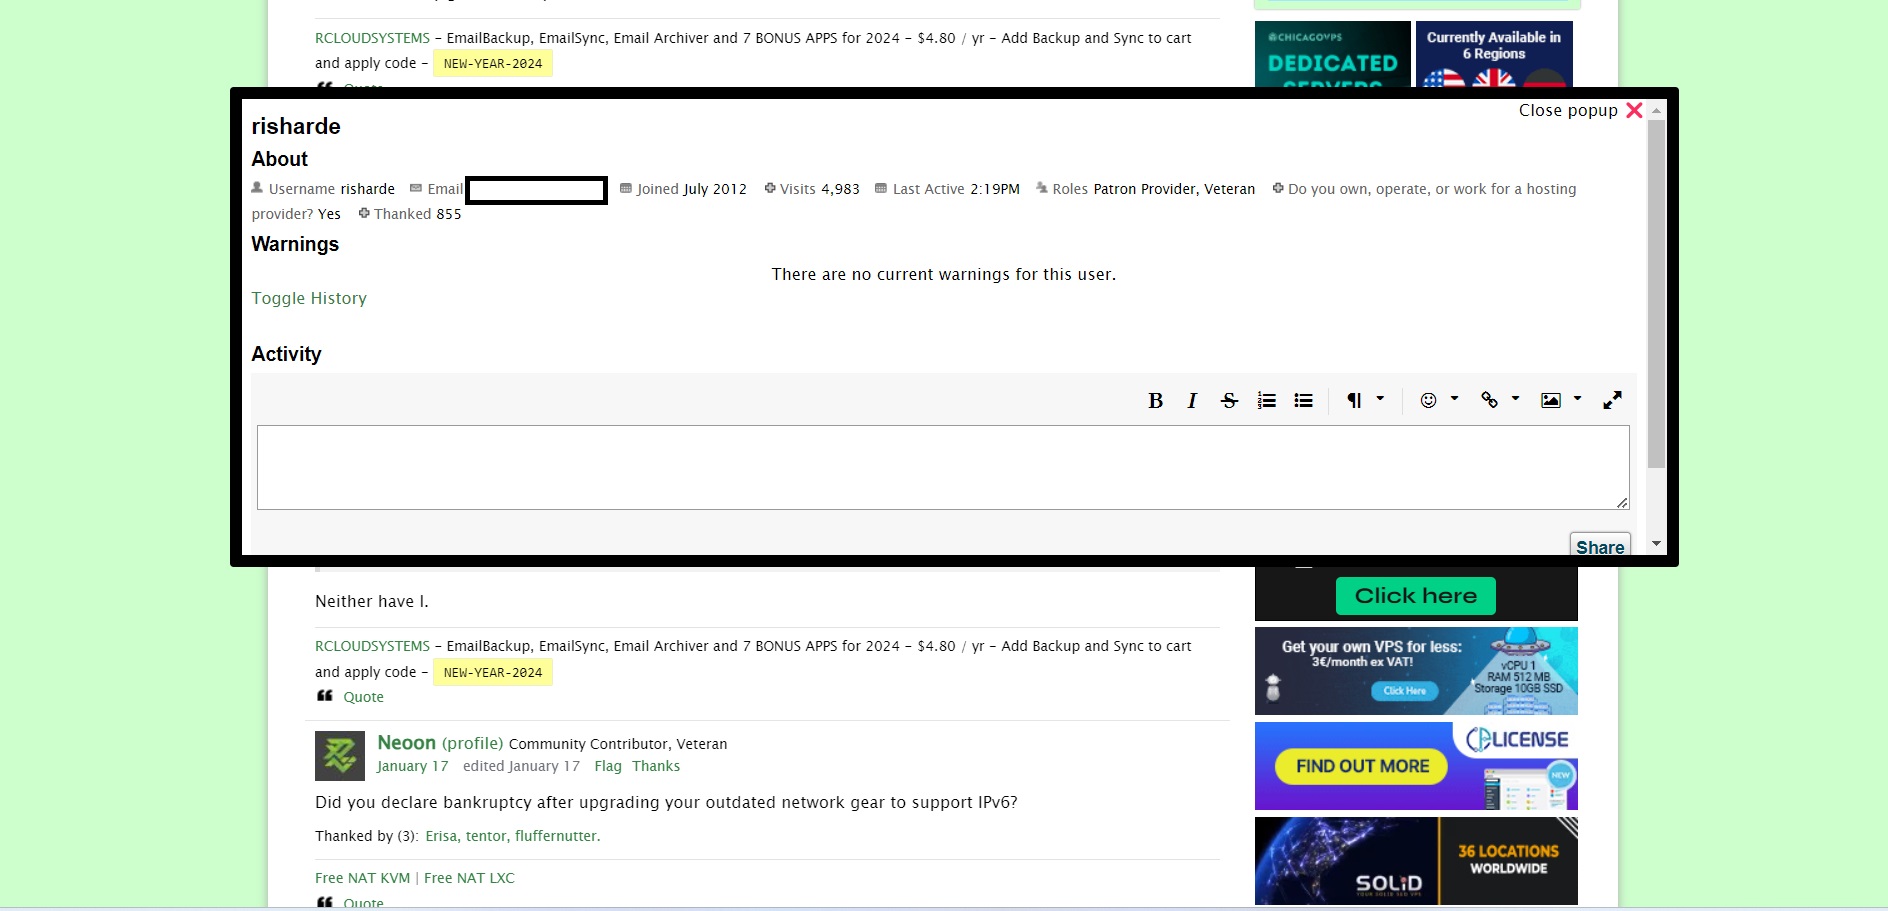 RCLOUDSYSTEMS - EmailBackup, EmailSync, Email Archiver and 7 BONUS APPS for 2024 - $4.80 / yr - Add Backup and Sync to cart
and apply code - NEW-YEAR-2024
Quote
CHICAGOVPS
DEDICATED
SERVERS
Currently Available in
6 Regions
Close popup
risharde
About
Username risharde Email Joined July 2012 Visits 4,983 Last Active 2:19PM Roles Patron Provider, Veteran Do you own, operate, or work for a hosting
provider? Yes Thanked 855
Warnings
There are no current warnings for this user.
Toggle History
Activity
B I S
Share
Neither have I.
RCLOUDSYSTEMS - EmailBackup, EmailSync, Email Archiver and 7 BONUS APPS for 2024 - $4.80 / yr - Add Backup and Sync to cart
and apply code - NEW-YEAR-2024
Quote
Neoon (profile) Community Contributor, Veteran
January 17 edited January 17 Flag Thanks
Did you declare bankruptcy after upgrading your outdated network gear to support IPv6?
Thanked by (3): Erisa, tentor, fluffernutter.
Free NAT KVM | Free NAT LXC
Quote
Click here
Get your own VPS for less:
3€/month ex VAT!
Click Here
vCPU 1
RAM 512 MB
Storage 10GB SSD
LICENSE
FIND OUT MORE
NEW
36 LOCATIONS
WORLDWIDE
SOLiD
YOUR SOLID SEO VPS